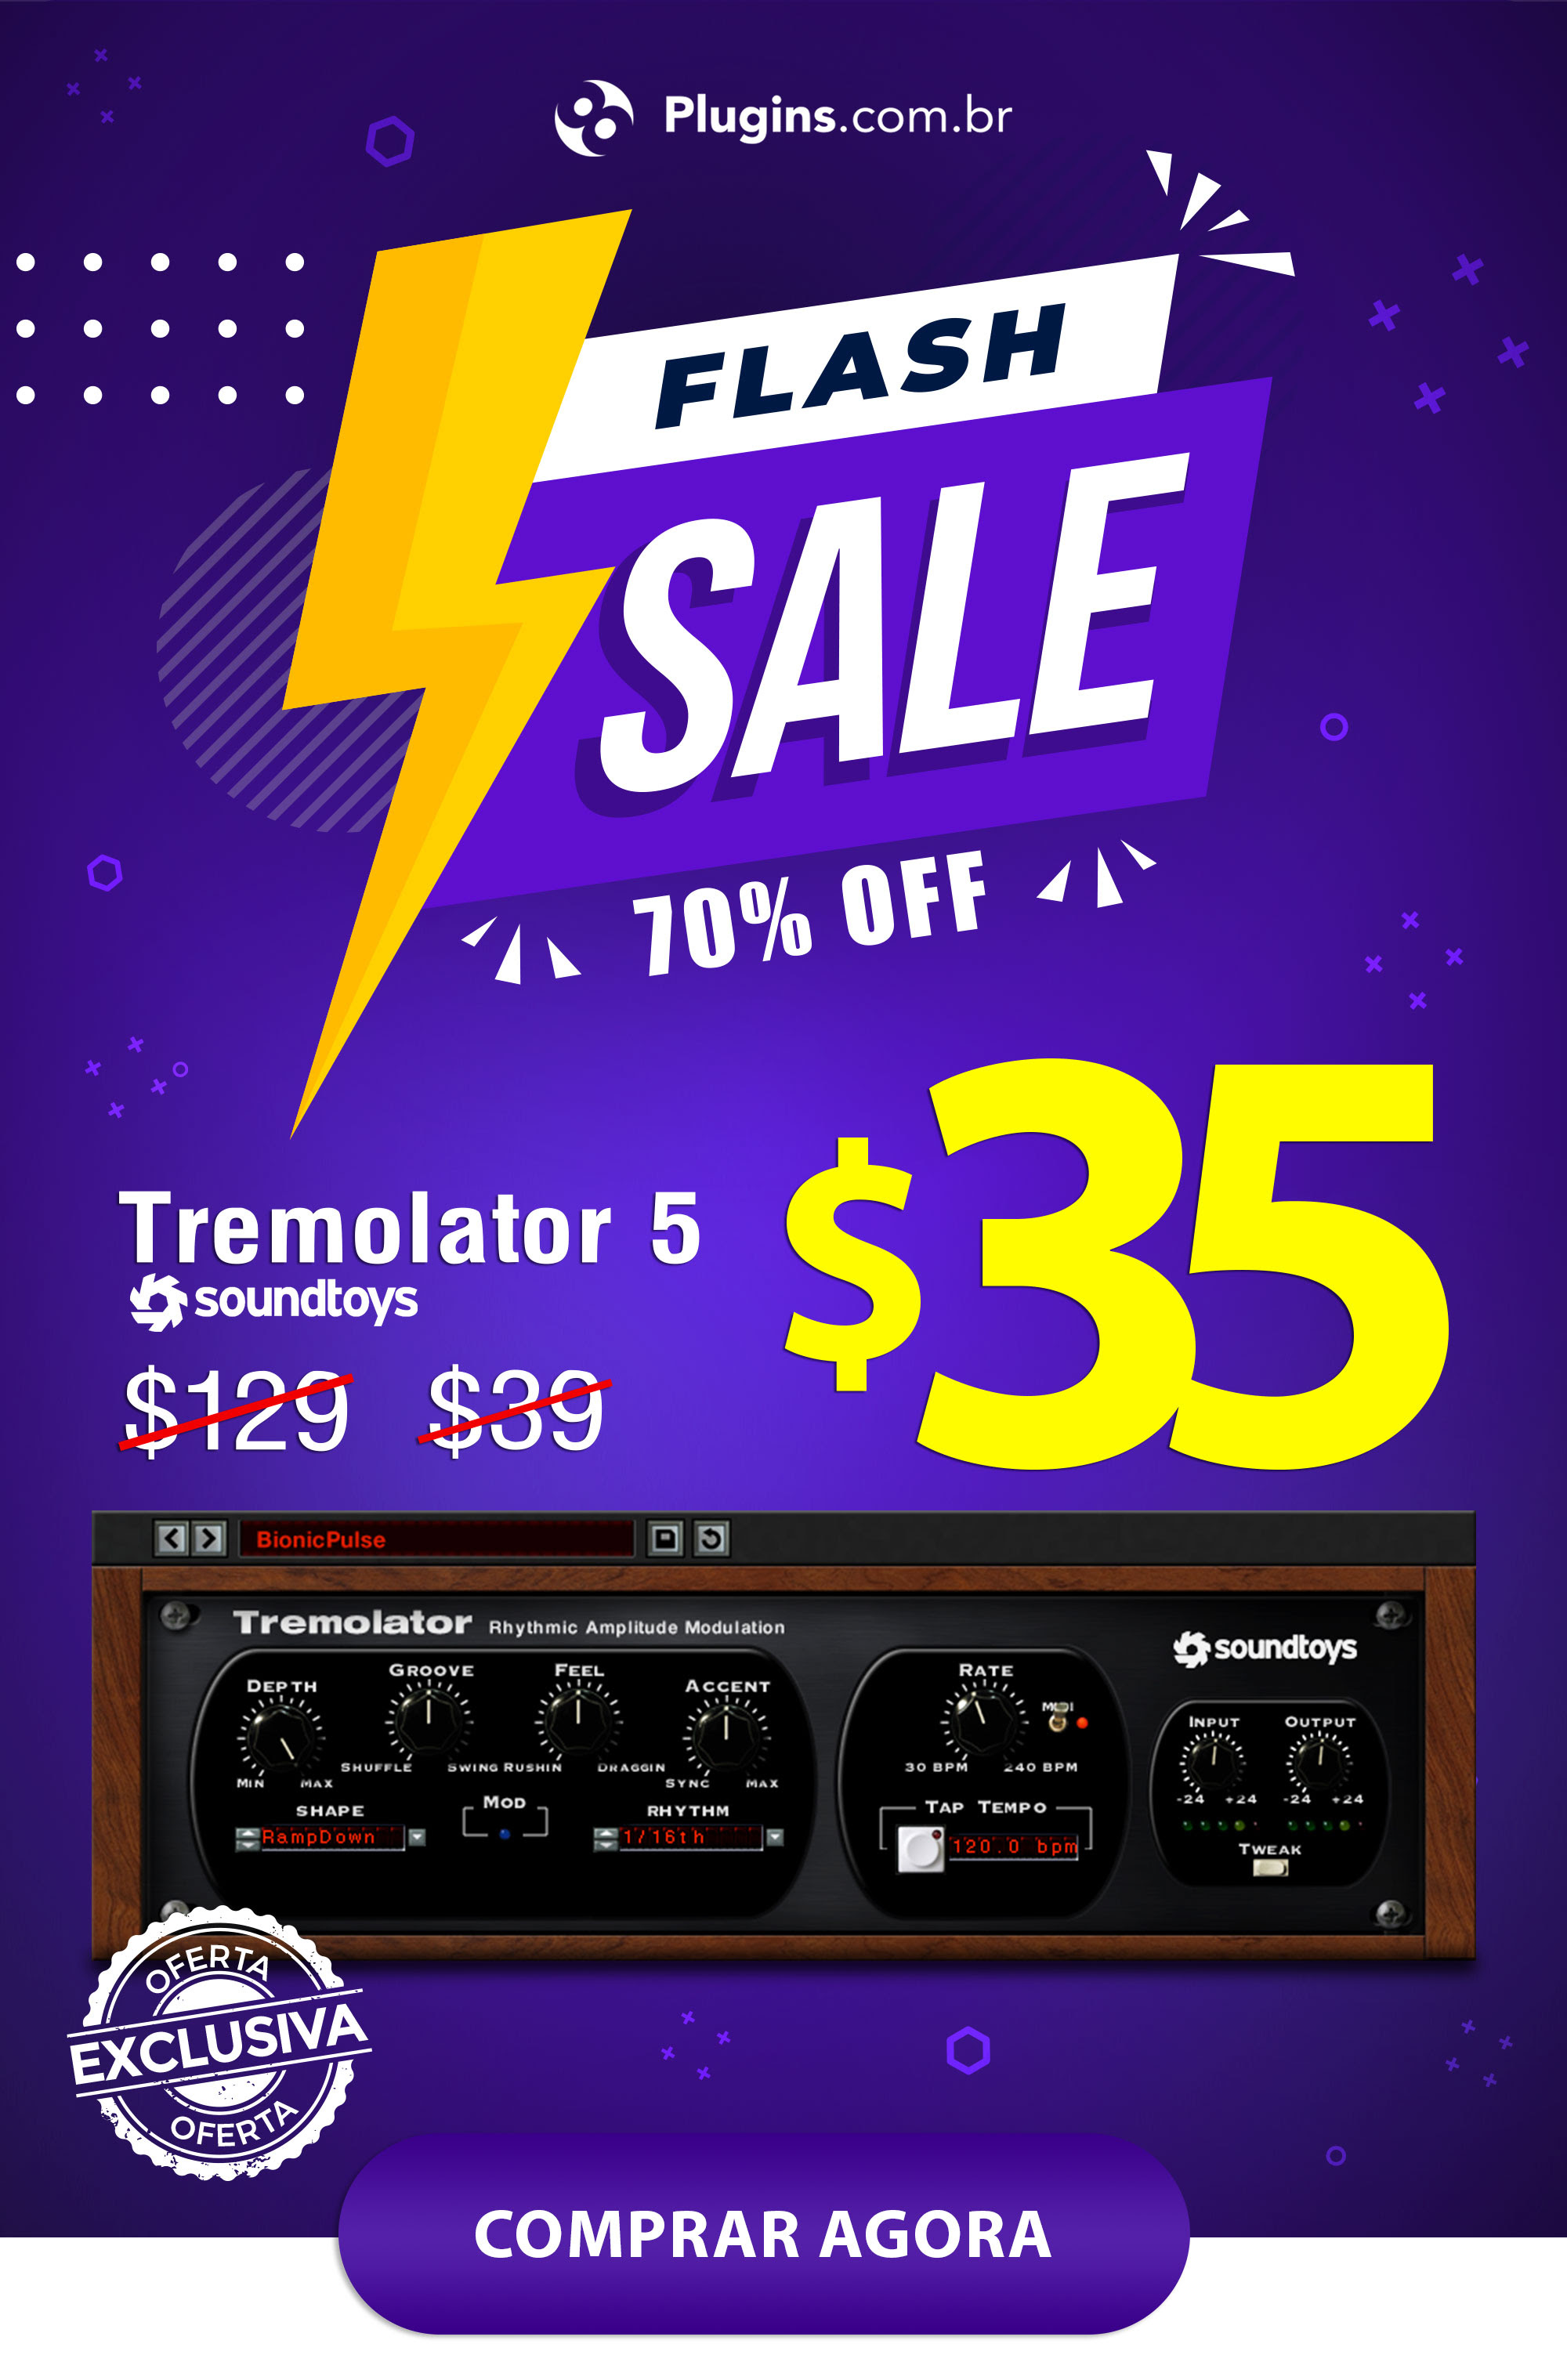 Plugins.com.br
FLASH
SALE
70% OFF
Tremolator 5
soundtoys
$129 $39
$35
BionicPulse
Tremolator Rhythmic Amplitude Modulation
soundtoys
DEPTH GROOVE FEEL ACCENT
RATE
MIDI
INPUT OUTPUT
MIN MAX SHUFFLE SWING RUSHIN DRAGGIN SYNC MAX
30 BPM 240 BPM
-24 +24 -24 +24
SHAPE MOD RHYTHM
TAP TEMPO
RampDown 1/16th
120.0 bpm
TWEAK
OFERTA
EXCLUSIVA
OFERTA
COMPRAR AGORA